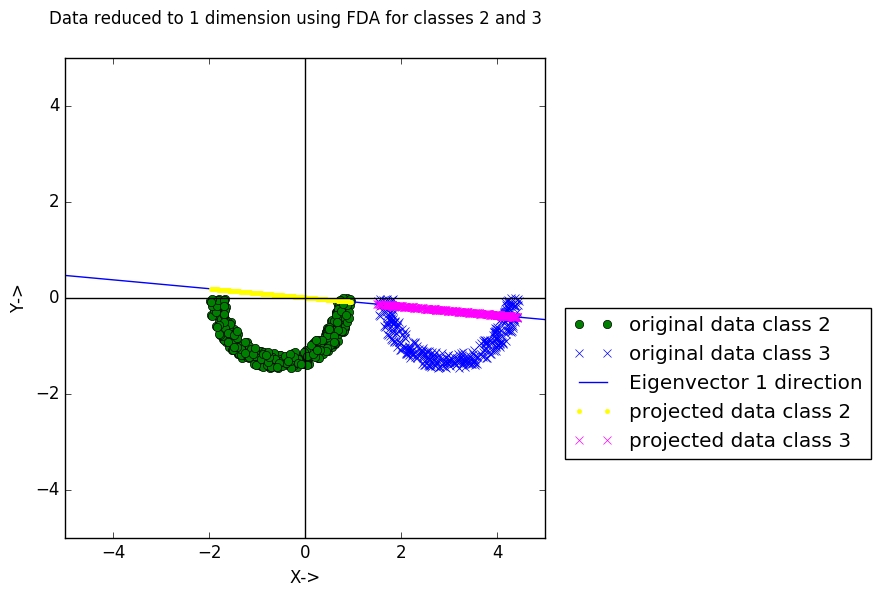 Data reduced to 1 dimension using FDA for classes 2 and 3
4
2
0
−2
−4
Y->
−4 −2 0 2 4
X->
original data class 2
original data class 3
Eigenvector 1 direction
projected data class 2
projected data class 3